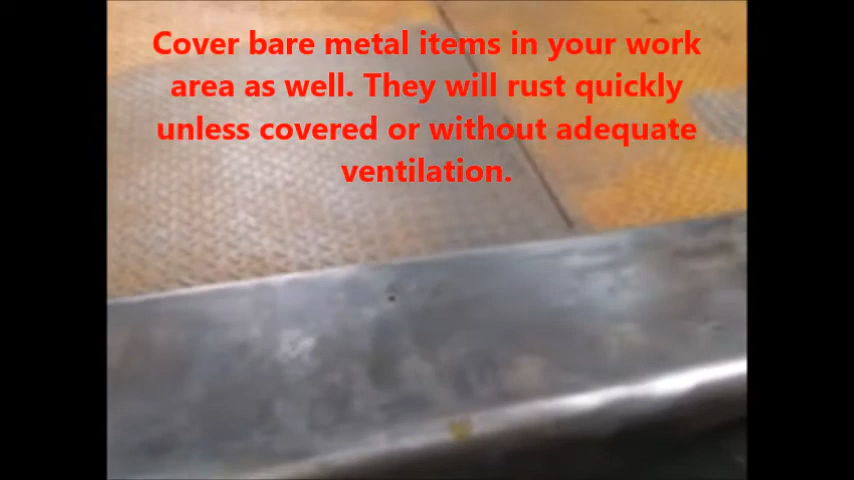 Cover bare metal items in your work
area as well. They will rust quickly
unless covered or without adequate
ventilation.